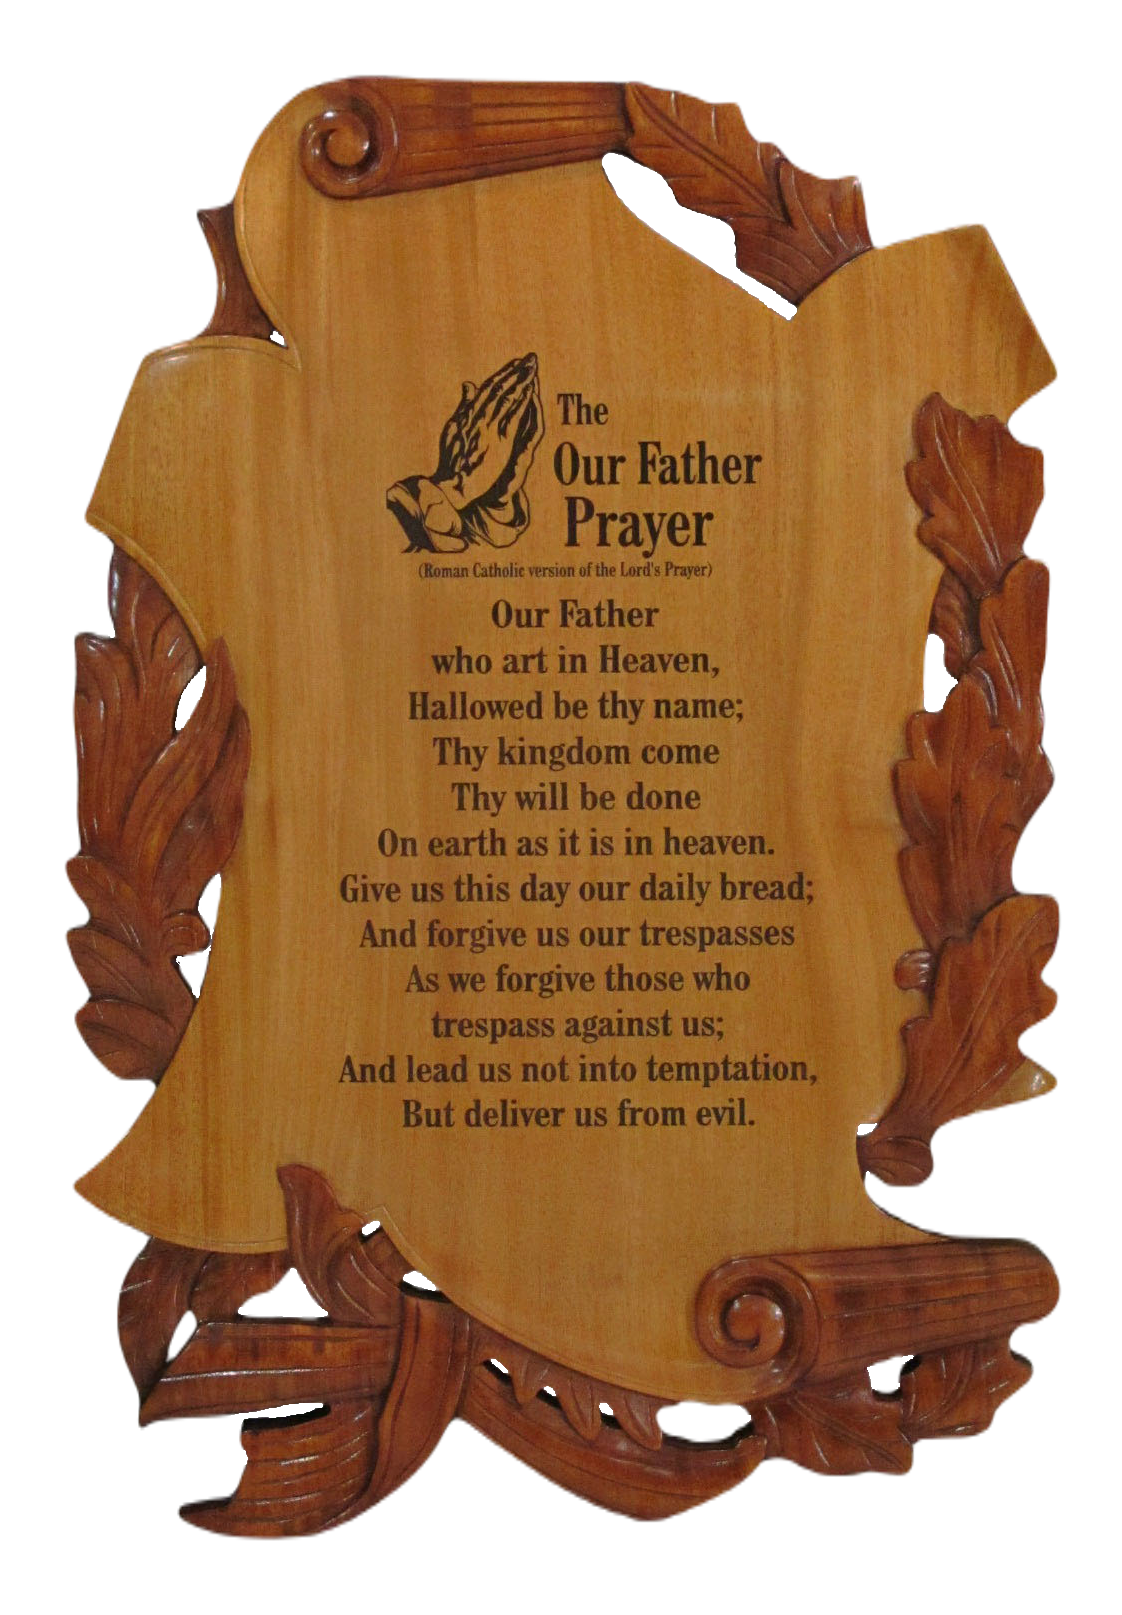 The
Our Father
Prayer
(Roman Catholic version of the Lord's Prayer)
Our Father
who art in Heaven,
Hallowed be thy name;
Thy kingdom come
Thy will be done
On earth as it is in heaven.
Give us this day our daily bread;
And forgive us our trespasses
As we forgive those who
trespass against us;
And lead us not into temptation,
But deliver us from evil.